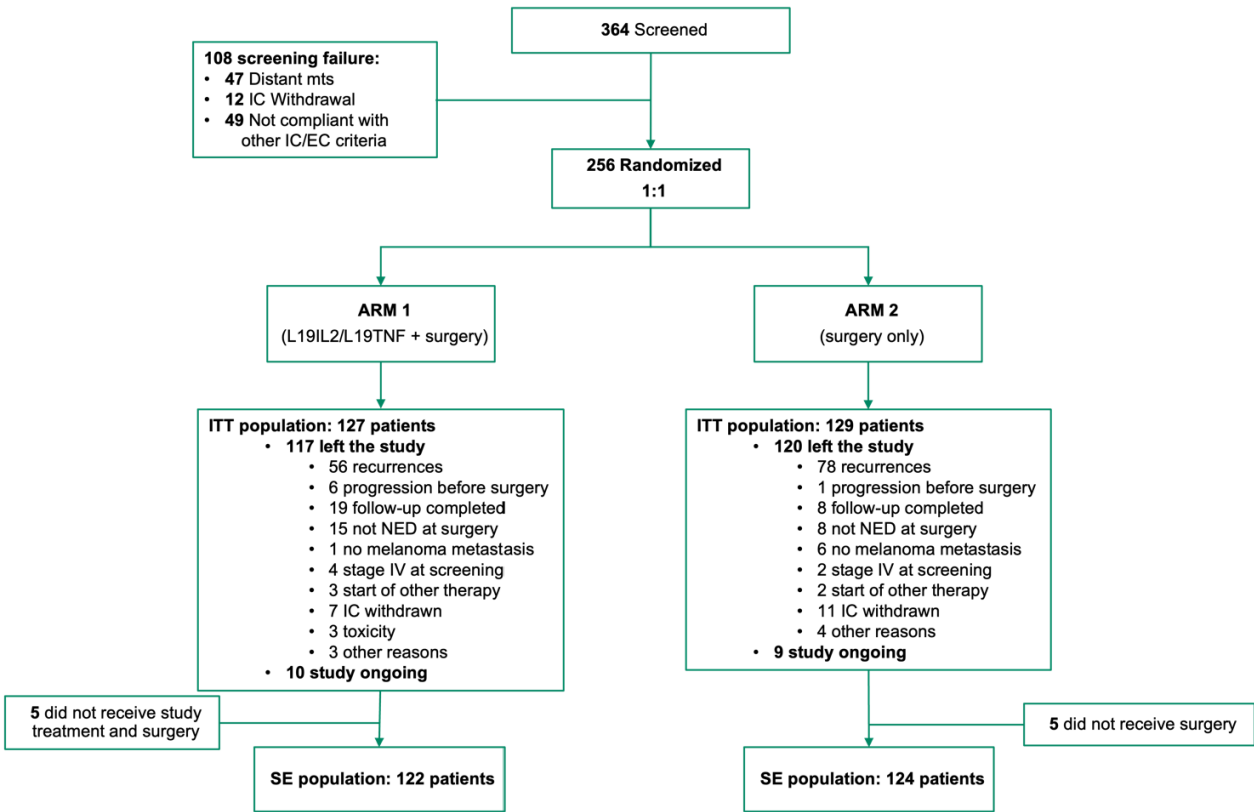 364 Screened
108 screening failure:
• 47 Distant mts
• 12 IC Withdrawal
• 49 Not compliant with
other IC/EC criteria
256 Randomized
1:1
ARM 1
(L19IL2/L19TNF + surgery)
ARM 2
(surgery only)
ITT population: 127 patients
• 117 left the study
• 56 recurrences
• 6 progression before surgery
• 19 follow-up completed
• 15 not NED at surgery
• 1 no melanoma metastasis
• 4 stage IV at screening
• 3 start of other therapy
• 7 IC withdrawn
• 3 toxicity
• 3 other reasons
• 10 study ongoing
ITT population: 129 patients
• 120 left the study
• 78 recurrences
• 1 progression before surgery
• 8 follow-up completed
• 8 not NED at surgery
• 6 no melanoma metastasis
• 2 stage IV at screening
• 2 start of other therapy
• 11 IC withdrawn
• 4 other reasons
• 9 study ongoing
5 did not receive study
treatment and surgery
5 did not receive surgery
SE population: 122 patients
SE population: 124 patients